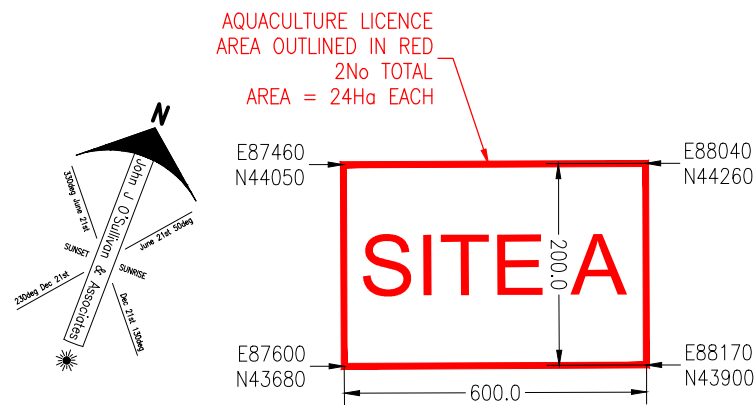 AQUACULTURE LICENCE
AREA OUTLINED IN RED
2No TOTAL
AREA = 24Ha EACH
N
John J O'Sullivan & Associates
330deg June 21st
June 21st 50deg
SUNSET
SUNRISE
230deg Dec 21st
Dec 21st 130deg
E87460
N44050
E88040
N44260
SITE A
200.0
E87600
N43680
E88170
N43900
600.0